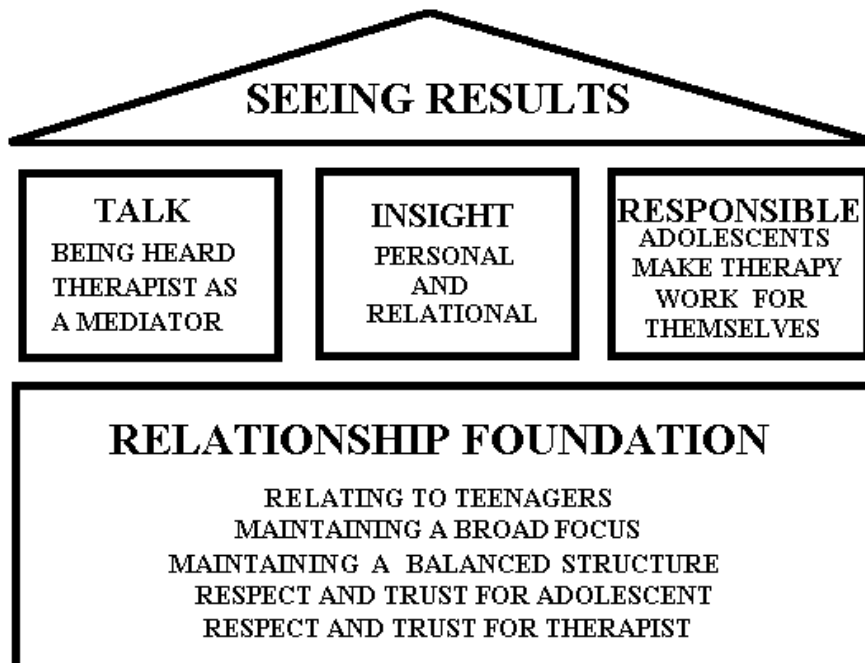 SEEING RESULTS
TALK
BEING HEARD
THERAPIST AS
A MEDIATOR
INSIGHT
PERSONAL
AND
RELATIONAL
RESPONSIBLE
ADOLESCENTS
MAKE THERAPY
WORK FOR
THEMSELVES
RELATIONSHIP FOUNDATION
RELATING TO TEENAGERS
MAINTAINING A BROAD FOCUS
MAINTAINING A BALANCED STRUCTURE
RESPECT AND TRUST FOR ADOLESCENT
RESPECT AND TRUST FOR THERAPIST